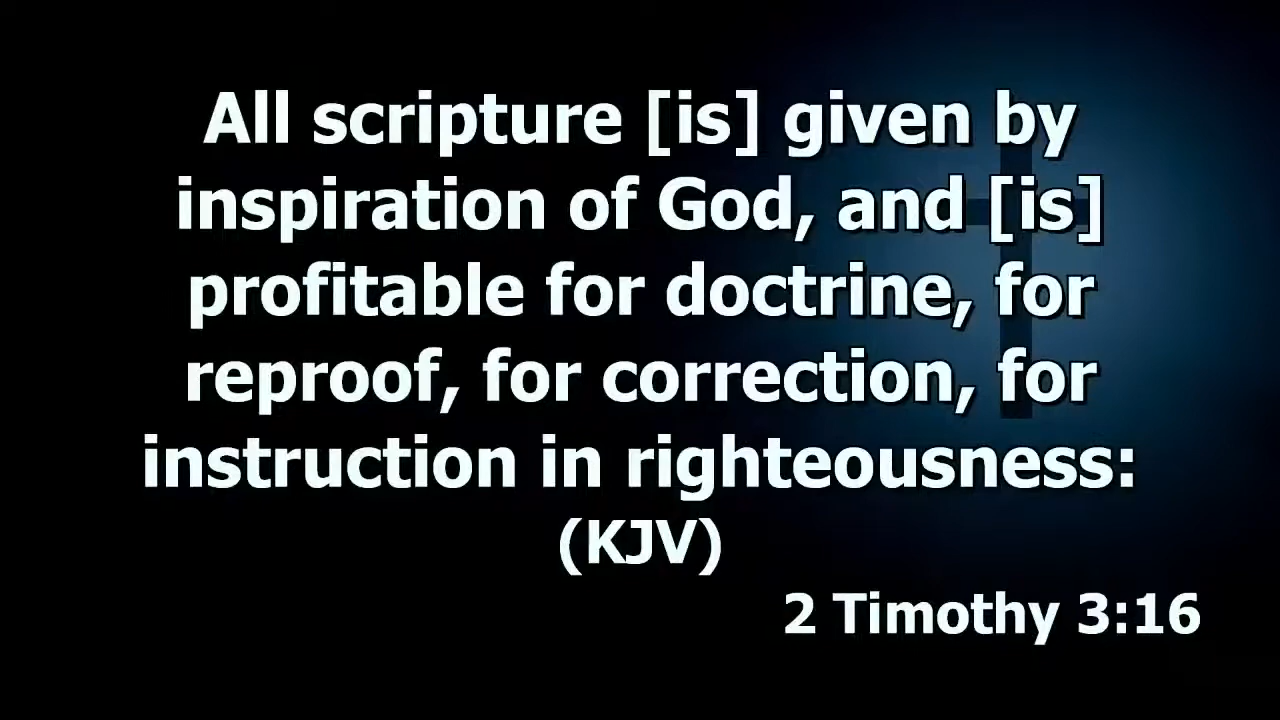 All scripture [is] given by
inspiration of God, and [is]
profitable for doctrine, for
reproof, for correction, for
instruction in righteousness:
(KJV)
2 Timothy 3:16